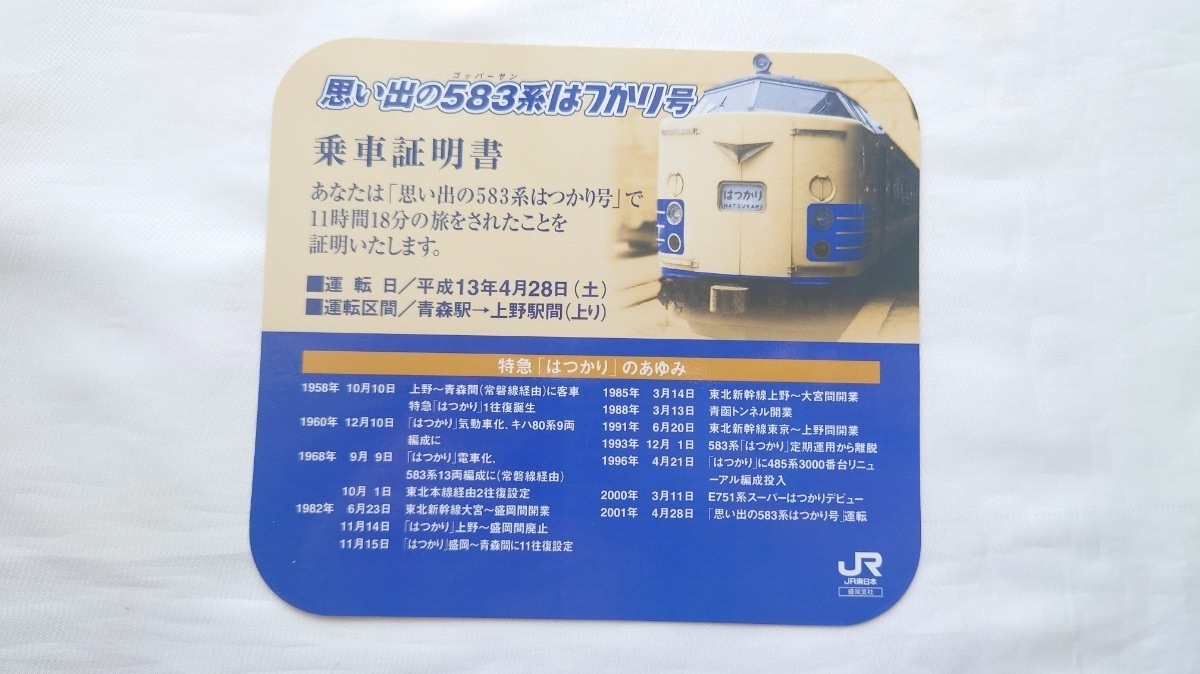 ゴッパーサン
思い出の583系はつかり号
乗車証明書
あなたは「思い出の583系はつかり号」で
11時間18分の旅をされたことを
証明いたします。
■運転日/平成13年4月28日(土)
■運転区間/青森駅→上野駅間(上り)
はつかり
HATSUKARI
特急「はつかり」のあゆみ
1958年 10月10日 上野～青森間(常磐線経由)に客車
特急「はつかり」1往復誕生
1960年 12月10日 「はつかり」気動車化、キハ80系9両
編成に
1968年 9月 9日 「はつかり」電車化、
583系13両編成に(常磐線経由)
10月 1日 東北本線経由2往復設定
1982年 6月23日 東北新幹線大宮～盛岡間開業
11月14日 「はつかり」上野～盛岡間廃止
11月15日 「はつかり」盛岡～青森間に11往復設定
1985年 3月14日 東北新幹線上野～大宮間開業
1988年 3月13日 青函トンネル開業
1991年 6月20日 東北新幹線東京～上野間開業
1993年 12月 1日 583系「はつかり」定期運用から離脱
1996年 4月21日 「はつかり」に485系3000番台リニュ
ーアル編成投入
2000年 3月11日 E751系スーパーはつかりデビュー
2001年 4月28日 「思い出の583系はつかり号」運転
JR
JR東日本
盛岡支社